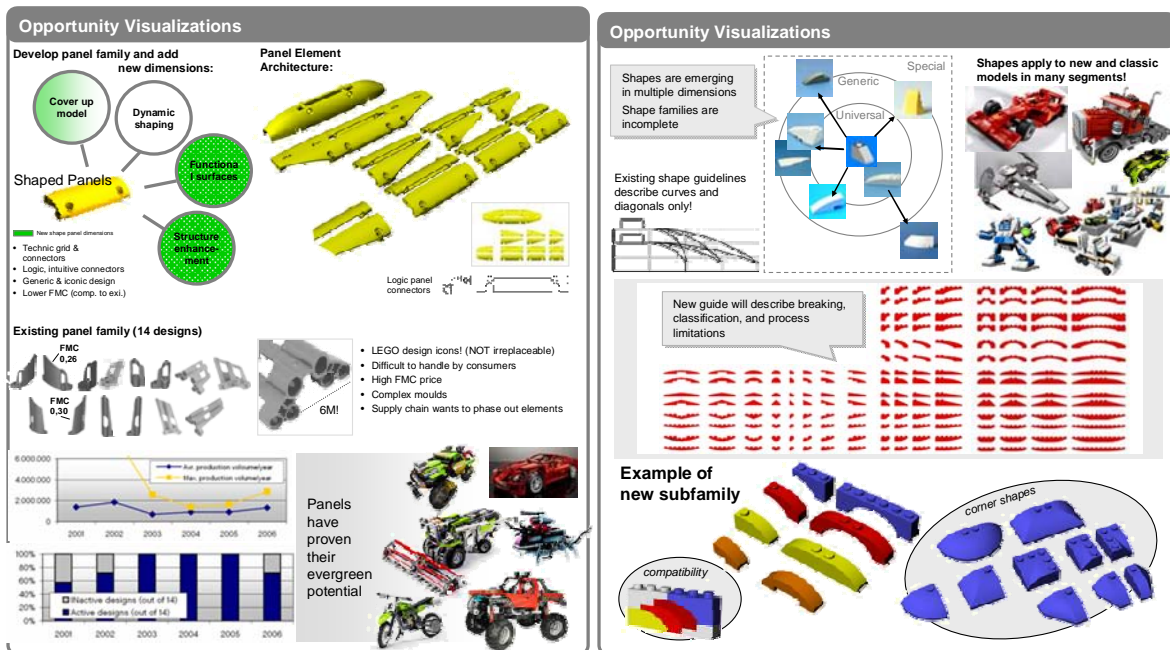 Opportunity Visualizations
Develop panel family and add
new dimensions:
Cover up
model
Dynamic
shaping
Functiona
l surfaces
Shaped Panels
Structure
enhance-
ment
New shape panel dimensions
• Technic grid &
connectors
• Logic, intuitive connectors
• Generic & iconic design
• Lower FMC (comp. to exi.)
Panel Element
Architecture:
Logic panel
connectors
Existing panel family (14 designs)
FMC
0,26
FMC
0,30
6M!
• LEGO design icons! (NOT irreplaceable)
• Difficult to handle by consumers
• High FMC price
• Complex moulds
• Supply chain wants to phase out elements
6.000.000
4.000.000
2.000.000
0
Avr. production voloume/year
Max. production voloume/year
2001 2002 2003 2004 2005 2006
100%
80%
60%
40%
20%
0%
INactive designs (out of 14)
Active designs (out of 14)
2001 2002 2003 2004 2005 2006
Panels
have
proven
their
evergreen
potential
Opportunity Visualizations
Shapes are emerging
in multiple dimensions
Shape families are
incomplete
Special
Generic
Universal
Shapes apply to new and classic
models in many segments!
Existing shape guidelines
describe curves and
diagonals only!
New guide will describe breaking,
classification, and process
limitations
Example of
new subfamily
compatibility
corner shapes